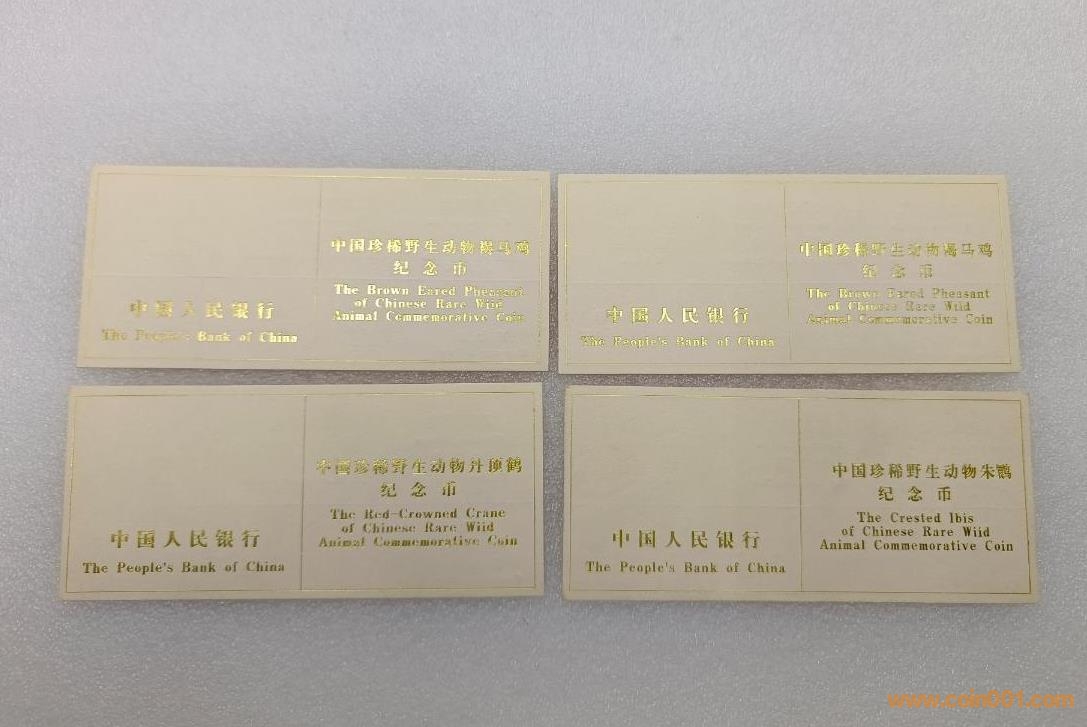 中国珍稀野生动物褐马鸡
纪念币
The Brown Eared Pheasant
of Chinese Rare Wiid
Animal Commemorative Coin
中国人民银行
The People's Bank of China
中国珍稀野生动物褐马鸡
纪念币
The Brown Eared Pheasant
of Chinese Rare Wiid
Animal Commemorative Coin
中国人民银行
The People's Bank of China
中国珍稀野生动物丹顶鹤
纪念币
The Red-Crowned Crane
of Chinese Rare Wiid
Animal Commemorative Coin
中国人民银行
The People's Bank of China
中国珍稀野生动物朱鹮
纪念币
The Crested Ibis
of Chinese Rare Wiid
Animal Commemorative Coin
中国人民银行
The People's Bank of China
www.coin001.com